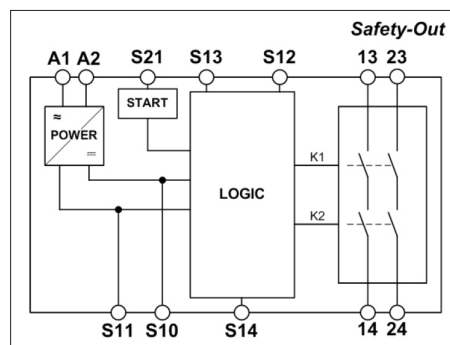 Safety-Out
A1 A2 S21 S13 S12 13 23
START
≂
POWER
⎓
K1
LOGIC
K2
S11 S10 S14 14 24